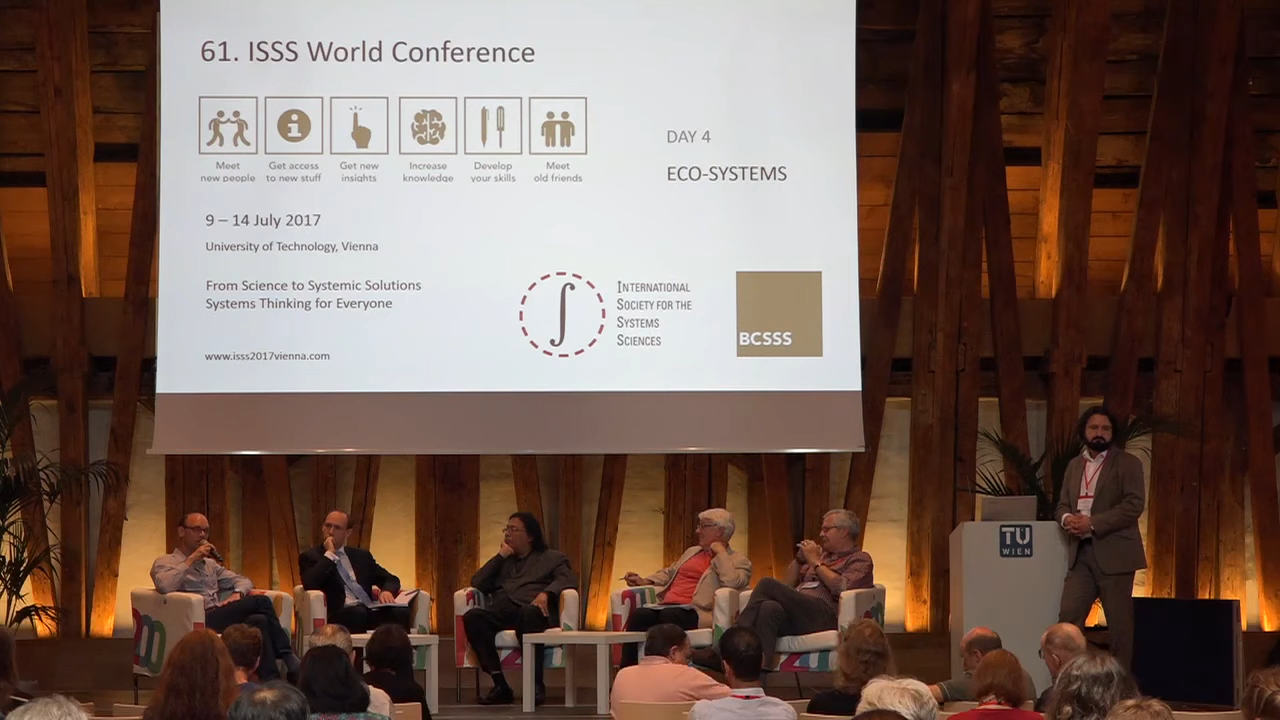 61. ISSS World Conference
Meet
new people
Get access
to new stuff
Get new
insights
Increase
knowledge
Develop
your skills
Meet
old friends
DAY 4
ECO-SYSTEMS
9 – 14 July 2017
University of Technology, Vienna
From Science to Systemic Solutions
Systems Thinking for Everyone
www.isss2017vienna.com
INTERNATIONAL
SOCIETY FOR THE
SYSTEMS
SCIENCES
BCSSS
TU
WIEN